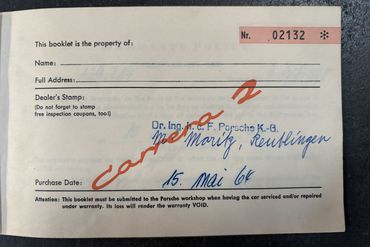 This booklet is the property of:
Nr. 02132 *
Name:
Full Address:
Dealer's Stamp:
(Do not forget to stamp
free inspection coupons, too!)
carrera 2
Dr. Ing. h. c. F. Porsche K.-G.
Moritz, Reutlingen
Purchase Date: 15. Mai 64
Attention: This booklet must be submitted to the Porsche workshop when having the car serviced and/or repaired
under warranty. Its loss will render the warranty VOID.